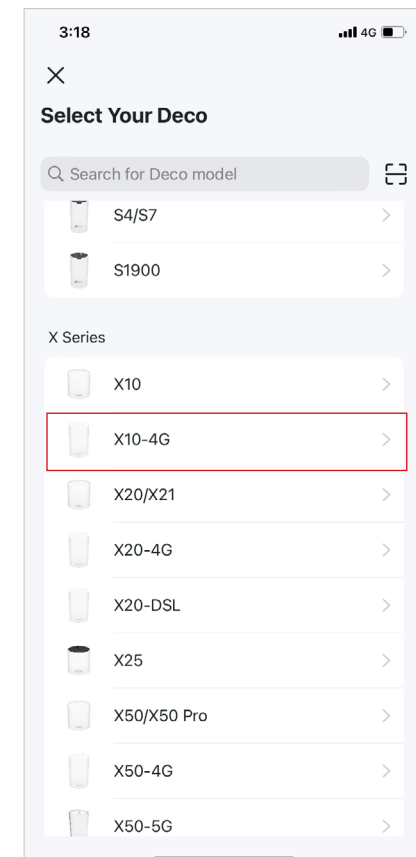 3:18
4G
Select Your Deco
Search for Deco model
S4/S7
S1900
X Series
X10
X10-4G
X20/X21
X20-4G
X20-DSL
X25
X50/X50 Pro
X50-4G
X50-5G